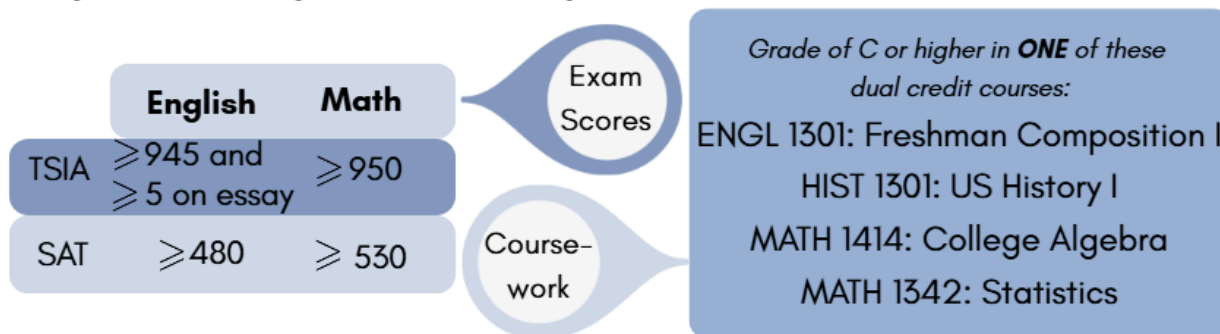 English Math
TSIA ≥945 and
≥ 5 on essay ≥950
SAT ≥480 ≥ 530
Exam
Scores
Course-
work
Grade of C or higher in ONE of these
dual credit courses:
ENGL 1301: Freshman Composition I
HIST 1301: US History I
MATH 1414: College Algebra
MATH 1342: Statistics